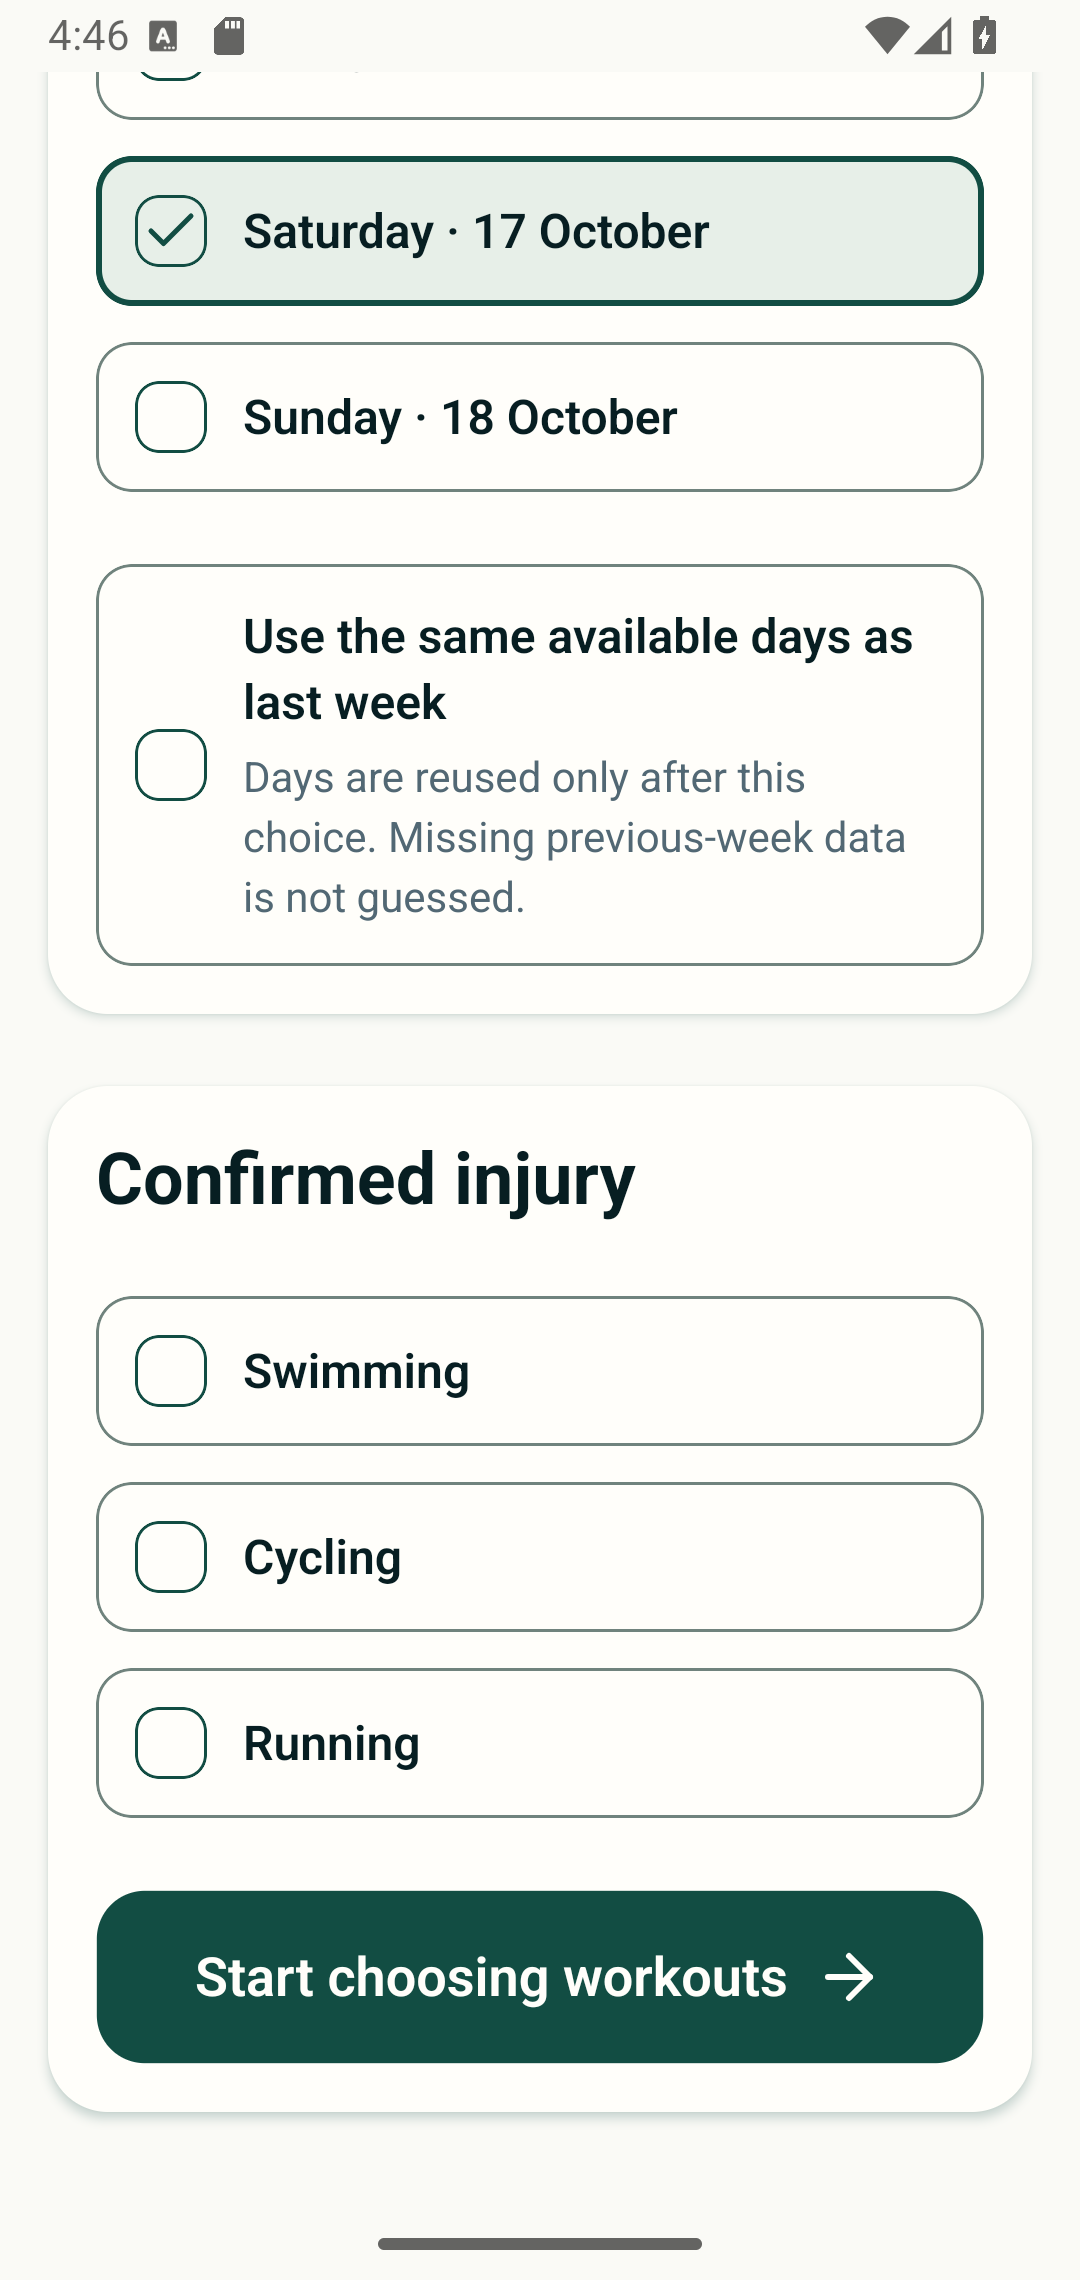 4:46
Saturday · 17 October
Sunday · 18 October
Use the same available days as
last week
Days are reused only after this
choice. Missing previous-week data
is not guessed.
Confirmed injury
Swimming
Cycling
Running
Start choosing workouts